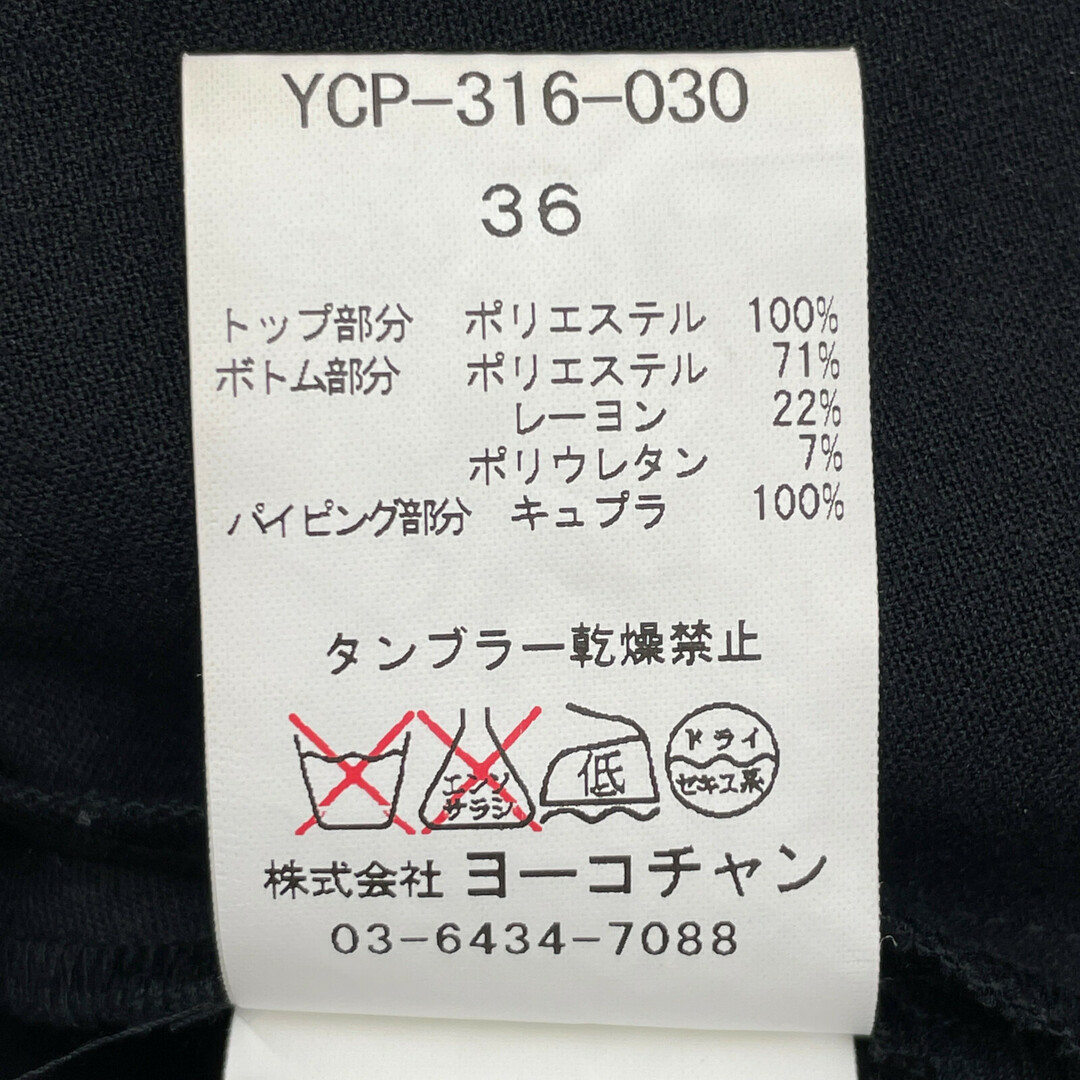 YCP-316-030
36
トップ部分 ポリエステル 100%
ボトム部分 ポリエステル 71%
レーヨン 22%
ポリウレタン 7%
パイピング部分 キュプラ 100%
タンブラー乾燥禁止
エンソ
サラシ
低
ドライ
セキユ系
株式会社 ヨーコチャン
03-6434-7088